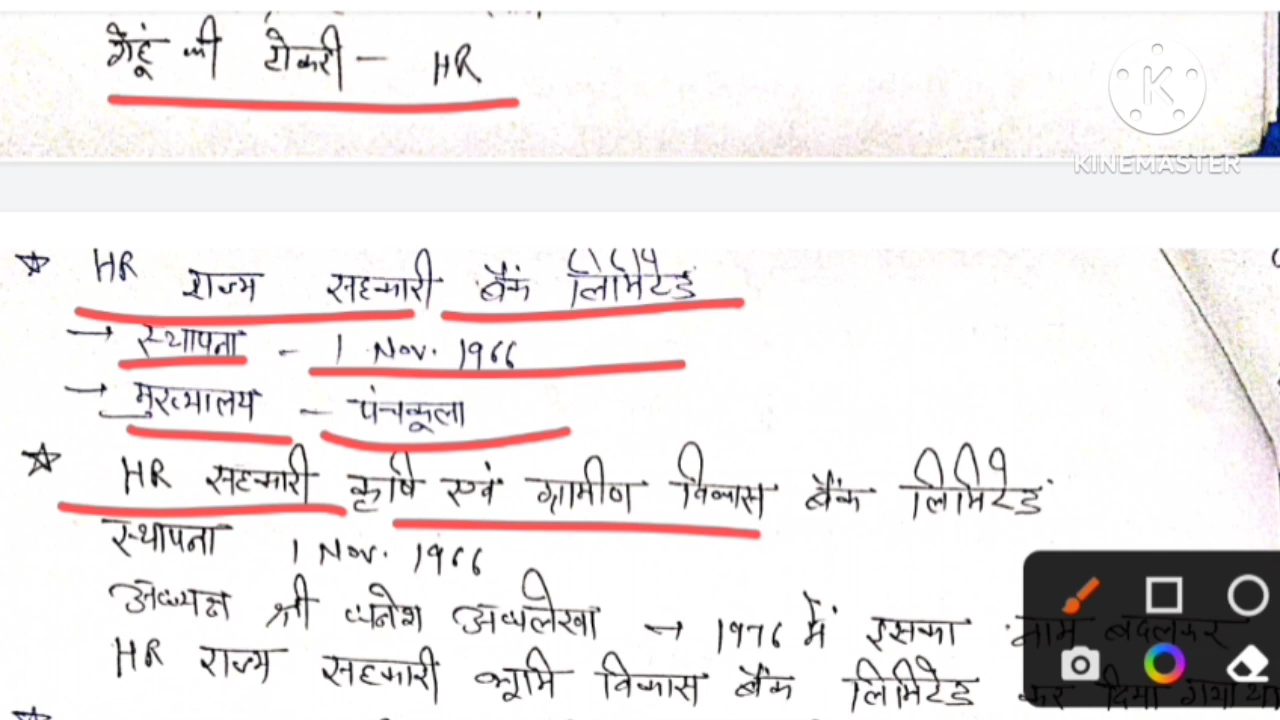 गेहूं की टोकरी - HR
KINEMASTER
☆ HR राज्य सहकारी बैंक लिमिटेड
→ स्थापना - 1 Nov. 1966
→ मुख्यालय - पंचकूला
☆ HR सहकारी कृषि एवं ग्रामीण विकास बैंक लिमिटेड
स्थापना 1 Nov. 1966
अध्यक्ष श्री धनेश → 1976 में इसका नाम बदलकर
HR राज्य सहकारी भूमि विकास बैंक लिमिटेड कर दिया गया था